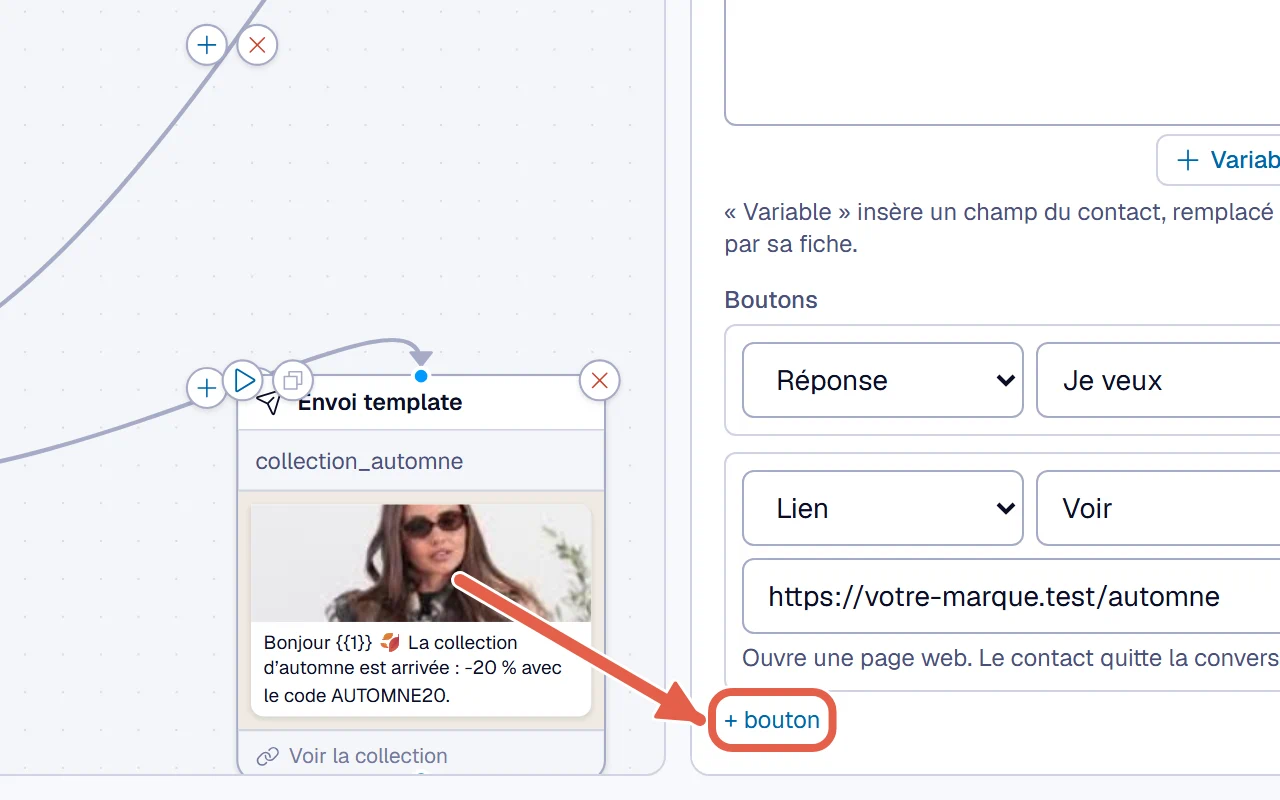 Envoi template
collection_automne
Bonjour {{1}} 🍂 La collection
d’automne est arrivée : -20 % avec
le code AUTOMNE20.
Voir la collection
+ Variab
« Variable » insère un champ du contact, remplacé
par sa fiche.
Boutons
Réponse
Je veux
Lien
Voir
https://votre-marque.test/automne
Ouvre une page web. Le contact quitte la convers
+ bouton